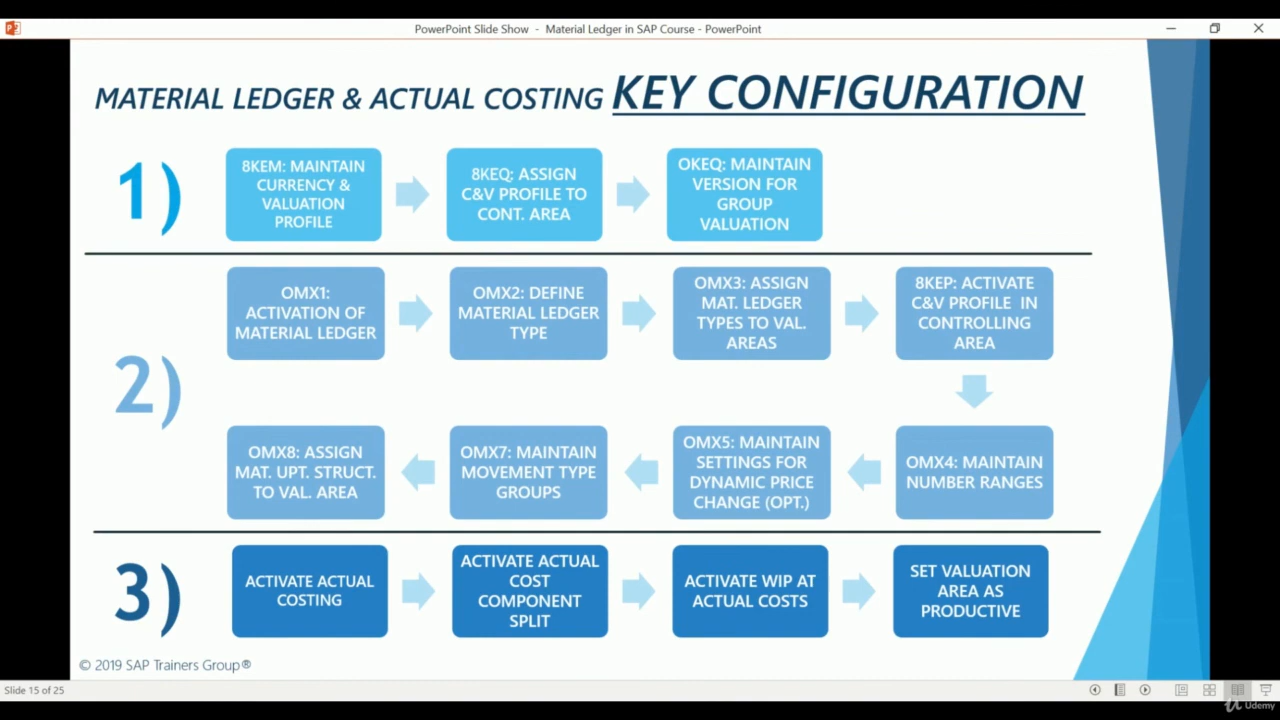 PowerPoint Slide Show - Material Ledger in SAP Course - PowerPoint
MATERIAL LEDGER & ACTUAL COSTING KEY CONFIGURATION
1)
8KEM: MAINTAIN
CURRENCY &
VALUATION
PROFILE
8KEQ: ASSIGN
C&V PROFILE TO
CONT. AREA
OKEQ: MAINTAIN
VERSION FOR
GROUP
VALUATION
2)
OMX1:
ACTIVATION OF
MATERIAL LEDGER
OMX2: DEFINE
MATERIAL LEDGER
TYPE
OMX3: ASSIGN
MAT. LEDGER
TYPES TO VAL.
AREAS
8KEP: ACTIVATE
C&V PROFILE IN
CONTROLLING
AREA
OMX8: ASSIGN
MAT. UPT. STRUCT.
TO VAL. AREA
OMX7: MAINTAIN
MOVEMENT TYPE
GROUPS
OMX5: MAINTAIN
SETTINGS FOR
DYNAMIC PRICE
CHANGE (OPT.)
OMX4: MAINTAIN
NUMBER RANGES
3)
ACTIVATE ACTUAL
COSTING
ACTIVATE ACTUAL
COST
COMPONENT
SPLIT
ACTIVATE WIP AT
ACTUAL COSTS
SET VALUATION
AREA AS
PRODUCTIVE
© 2019 SAP Trainers Group®
Slide 15 of 25
Udemy